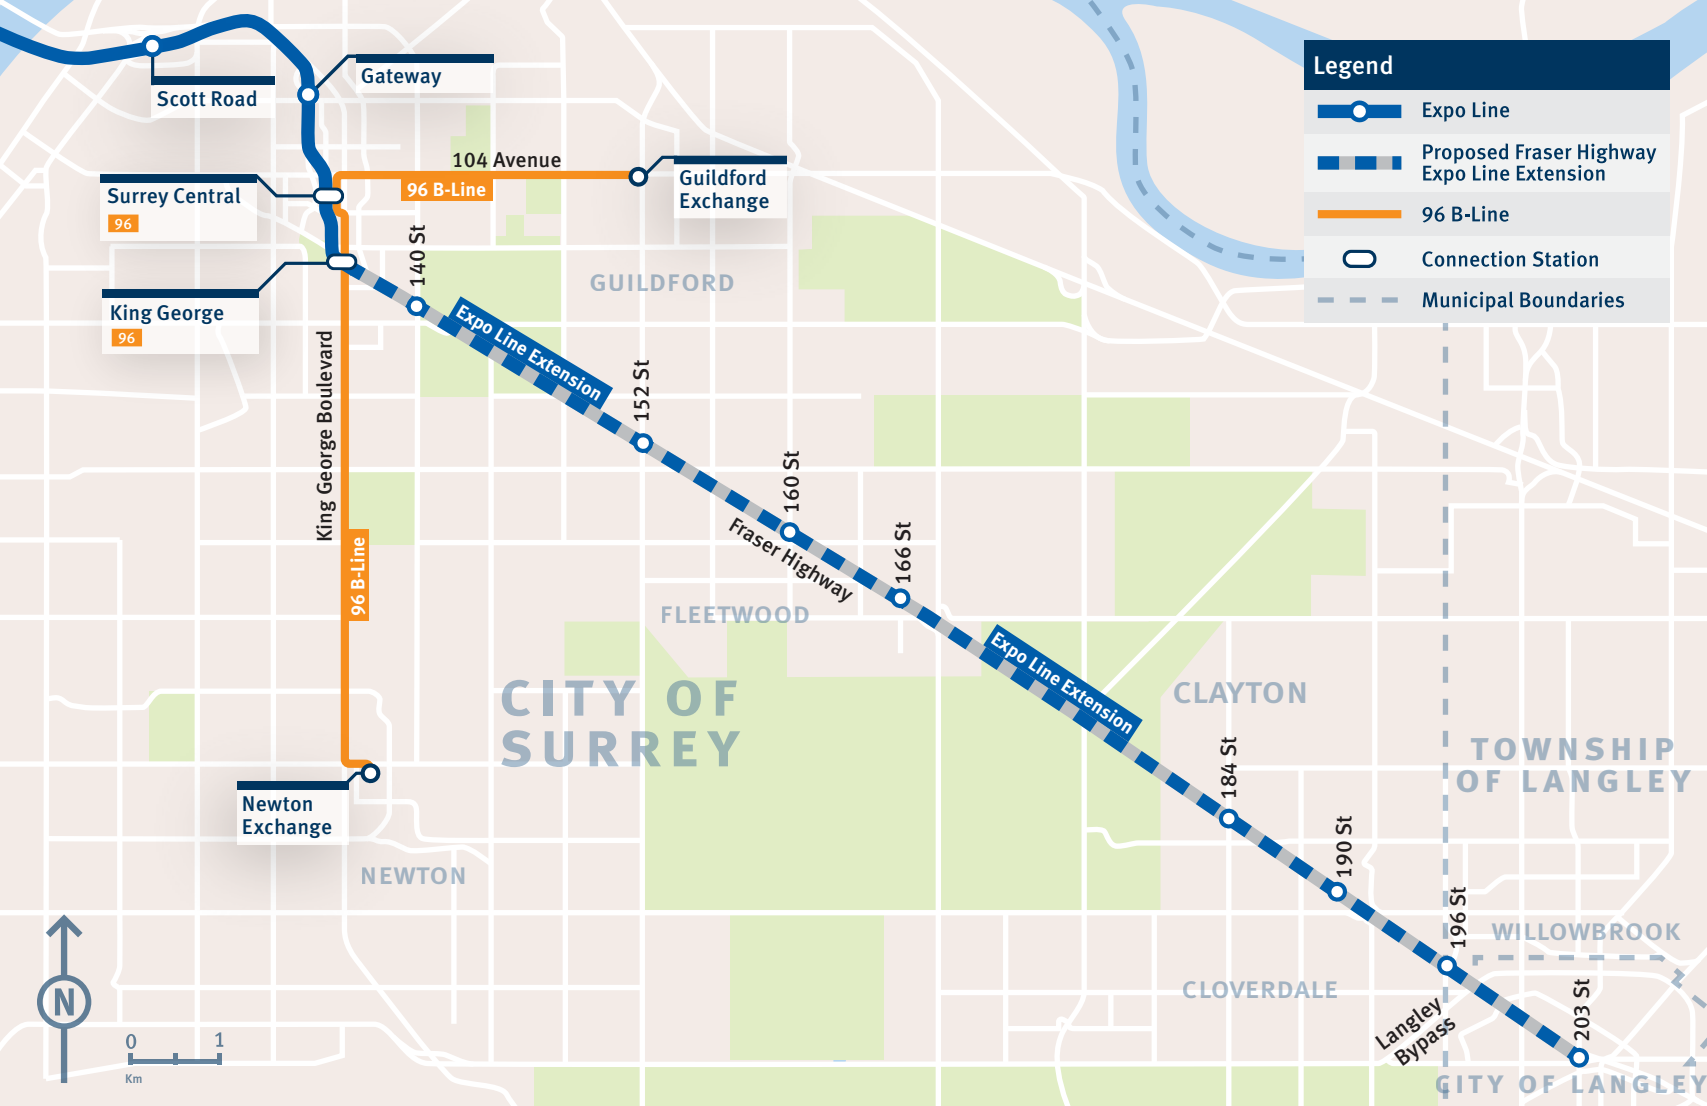 Scott Road
Gateway
Surrey Central
96
King George
96
104 Avenue
96 B-Line
Guildford
Exchange
GUILDFORD
140 St
Expo Line Extension
152 St
160 St
Fraser Highway
166 St
FLEETWOOD
King George Boulevard
96 B-Line
Newton
Exchange
NEWTON
CITY OF
SURREY
Expo Line Extension
CLAYTON
184 St
190 St
196 St
TOWNSHIP
OF LANGLEY
WILLOWBROOK
CLOVERDALE
Langley
Bypass
203 St
CITY OF LANGLEY
N
0 1
Km
Legend
Expo Line
Proposed Fraser Highway
Expo Line Extension
96 B-Line
Connection Station
Municipal Boundaries